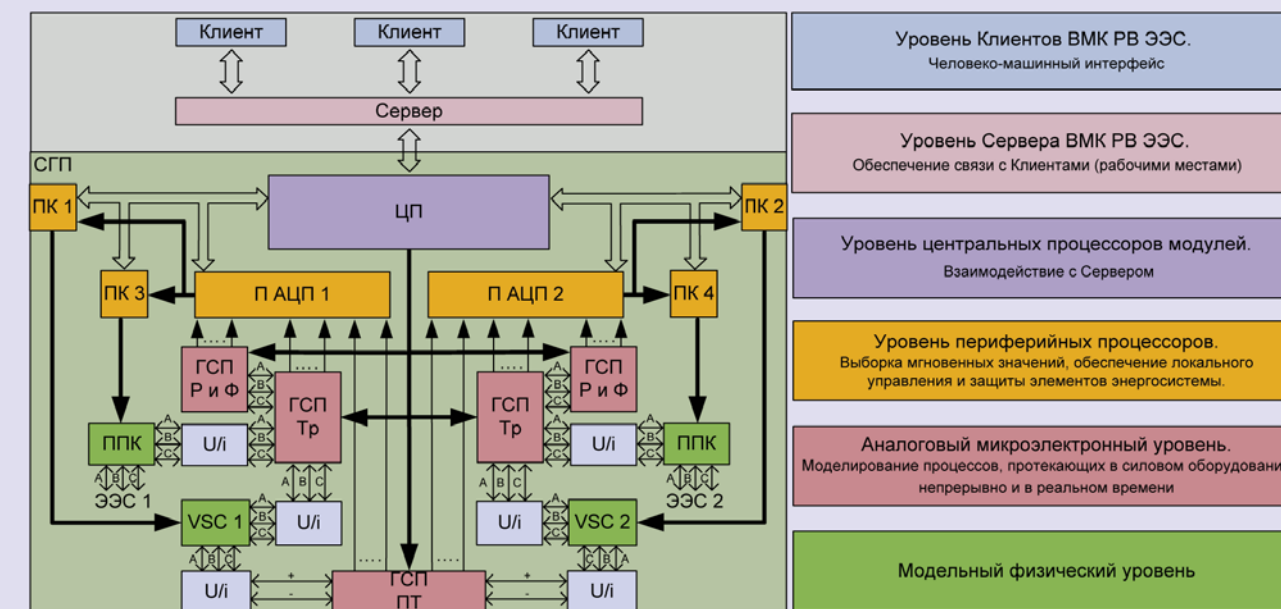 Клиент Клиент Клиент
Сервер
СГП
ПК 1 ЦП ПК 2
ПК 3 П АЦП 1 П АЦП 2 ПК 4
.... ....
ГСП
Р и Ф
A
B
C
ГСП
Тр
....
....
ГСП
Тр
A
B
C
ГСП
Р и Ф
ППК
A
B
C
U/i
A
B
C
A
B
C
U/i
A
B
C
ППК
A B C
ЭЭС 1
A B C
A B C
A B C
ЭЭС 2
VSC 1
A
B
C
U/i
U/i
A
B
C
VSC 2
A B C
C B A
.... ....
U/i
+
-
ГСП
ПТ
+
-
U/i
Уровень Клиентов ВМК РВ ЭЭС.
Человеко-машинный интерфейс
Уровень Сервера ВМК РВ ЭЭС.
Обеспечение связи с Клиентами (рабочими местами)
Уровень центральных процессоров модулей.
Взаимодействие с Сервером
Уровень периферийных процессоров.
Выборка мгновенных значений, обеспечение локального
управления и защиты элементов энергосистемы.
Аналоговый микроэлектронный уровень.
Моделирование процессов, протекающих в силовом оборудовани
непрерывно и в реальном времени
Модельный физический уровень